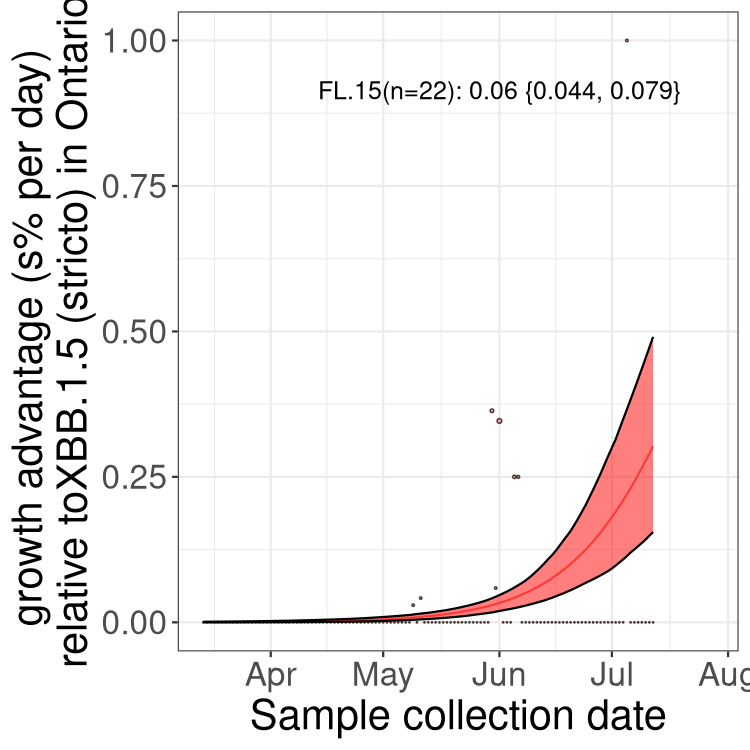 growth advantage (s% per day)
relative toXBB.1.5 (stricto) in Ontario
1.00
0.75
0.50
0.25
0.00
FL.15(n=22): 0.06 {0.044, 0.079}
Apr May Jun Jul Aug
Sample collection date